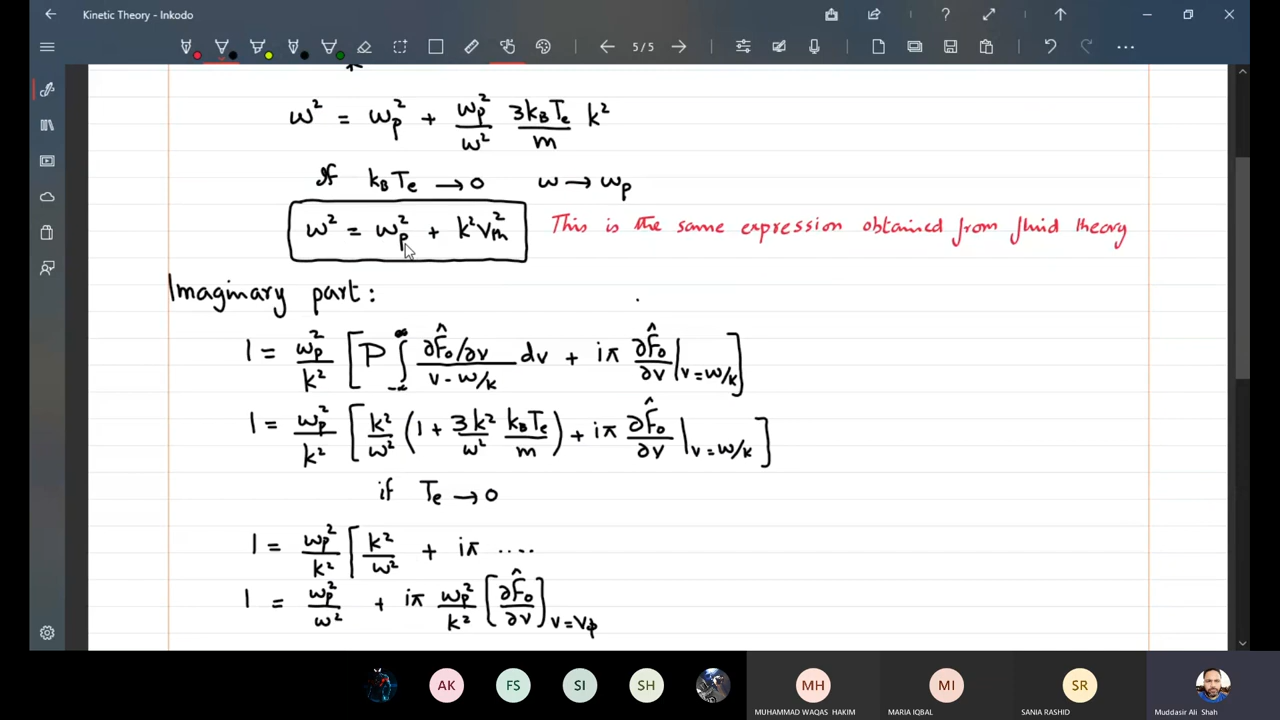 Kinetic Theory - Inkodo
5/5
ω² = ωp² + ωp²/ω² 3kBTe/m k²
If kBTe → 0 ω → ωp
ω² = ωp² + k²Vm² This is the same expression obtained from fluid theory
Imaginary part:
1 = ωp²/k² [ P ∫_{-∞}^{∞} ∂F̂₀/∂v / (v - ω/k) dv + iπ ∂F̂₀/∂v |v=ω/k ]
1 = ωp²/k² [ k²/ω² ( 1 + 3k²/ω² kBTe/m ) + iπ ∂F̂₀/∂v |v=ω/k ]
if Te → 0
1 = ωp²/k² [ k²/ω² + iπ ....
1 = ωp²/ω² + iπ ωp²/k² [ ∂F̂₀/∂v ] v=vϕ
AK
FS
SI
SH
MH
MI
SR
MUHAMMAD WAQAS HAKIM
MARIA IQBAL
SANIA RASHID
Muddasir Ali Shah